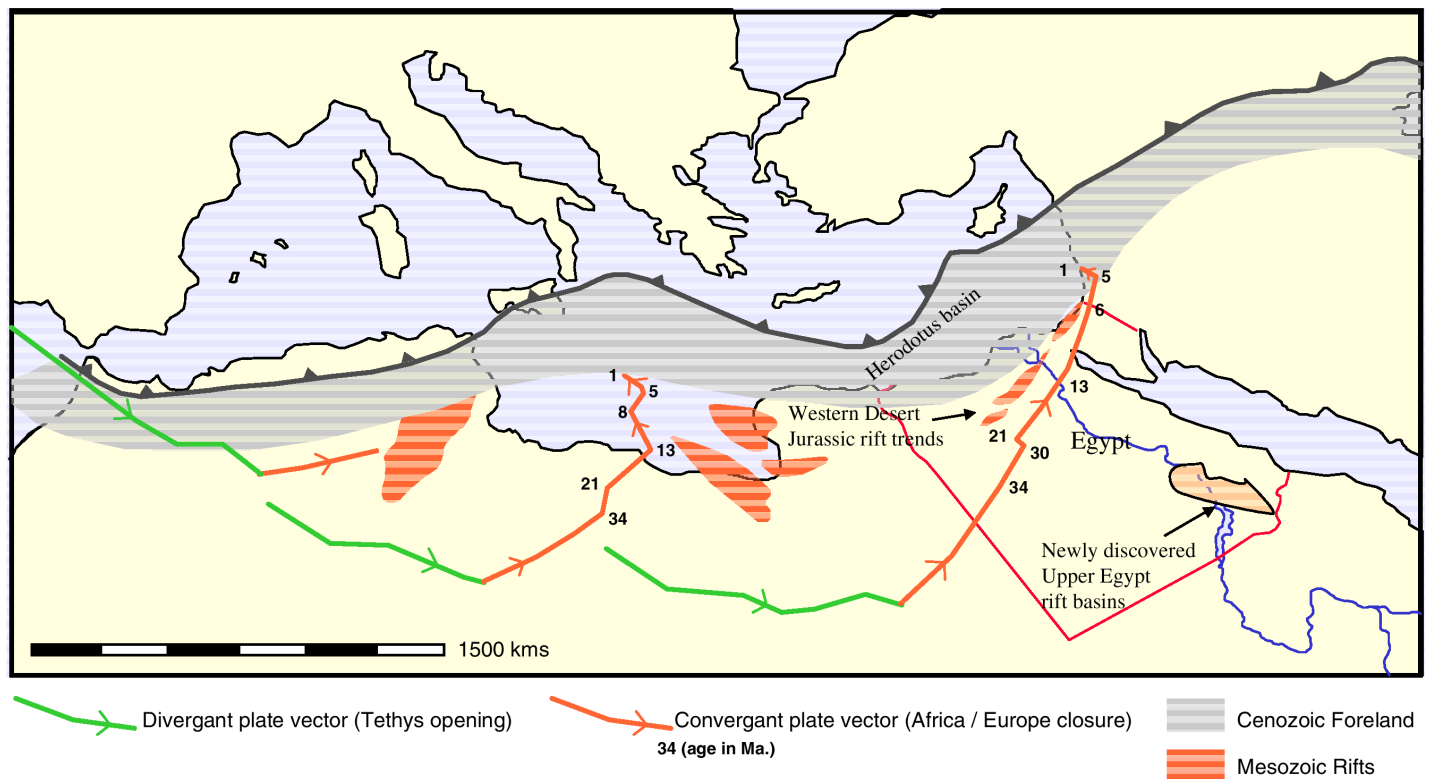 1
5
6
Herodotus basin
1
5
8
13
Western Desert
Jurassic rift trends
13
21
Egypt
30
13
21
34
34
Newly discovered
Upper Egypt
rift basins
1500 kms
Divergant plate vector (Tethys opening)
Convergant plate vector (Africa / Europe closure)
34 (age in Ma.)
Cenozoic Foreland
Mesozoic Rifts